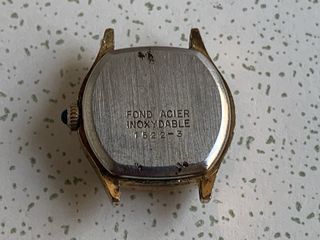 FOND ACIER
INOXYDABLE
1522-3